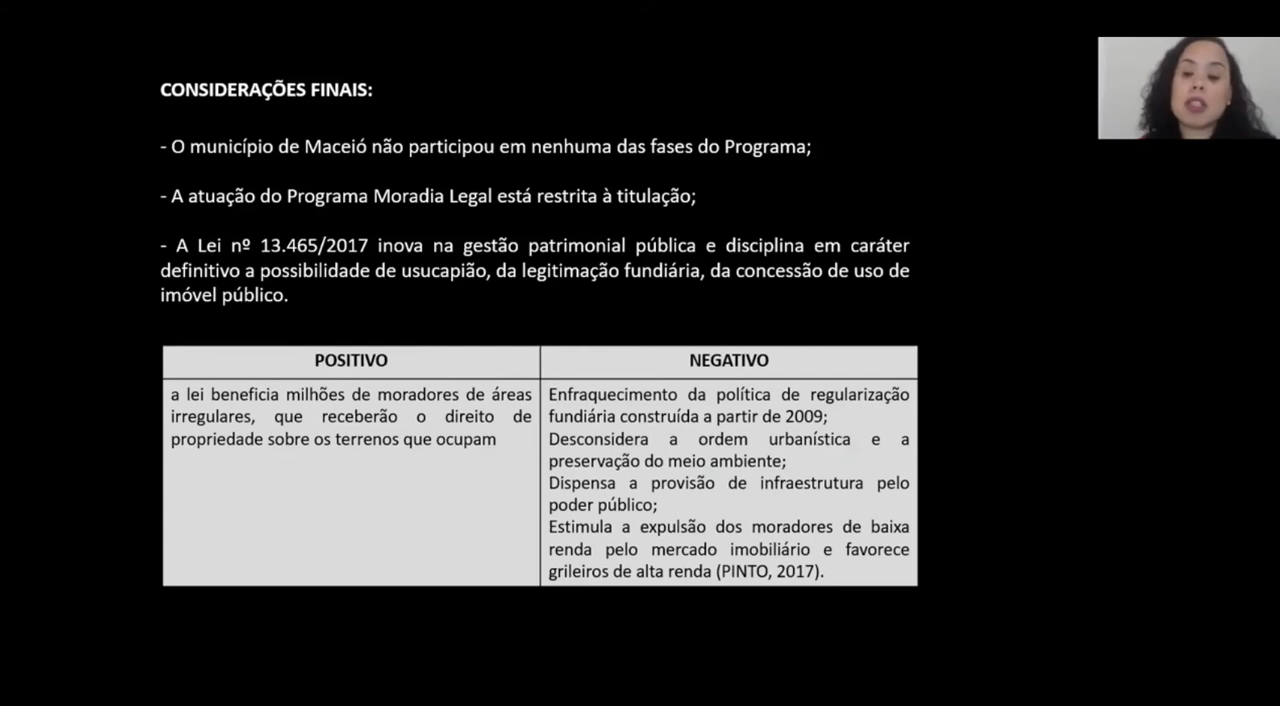 CONSIDERAÇÕES FINAIS:
- O município de Maceió não participou em nenhuma das fases do Programa;
- A atuação do Programa Moradia Legal está restrita à titulação;
- A Lei nº 13.465/2017 inova na gestão patrimonial pública e disciplina em caráter
definitivo a possibilidade de usucapião, da legitimação fundiária, da concessão de uso de
imóvel público.
POSITIVO
a lei beneficia milhões de moradores de áreas
irregulares, que receberão o direito de
propriedade sobre os terrenos que ocupam
NEGATIVO
Enfraquecimento da política de regularização
fundiária construída a partir de 2009;
Desconsidera a ordem urbanística e a
preservação do meio ambiente;
Dispensa a provisão de infraestrutura pelo
poder público;
Estimula a expulsão dos moradores de baixa
renda pelo mercado imobiliário e favorece
grileiros de alta renda (PINTO, 2017).